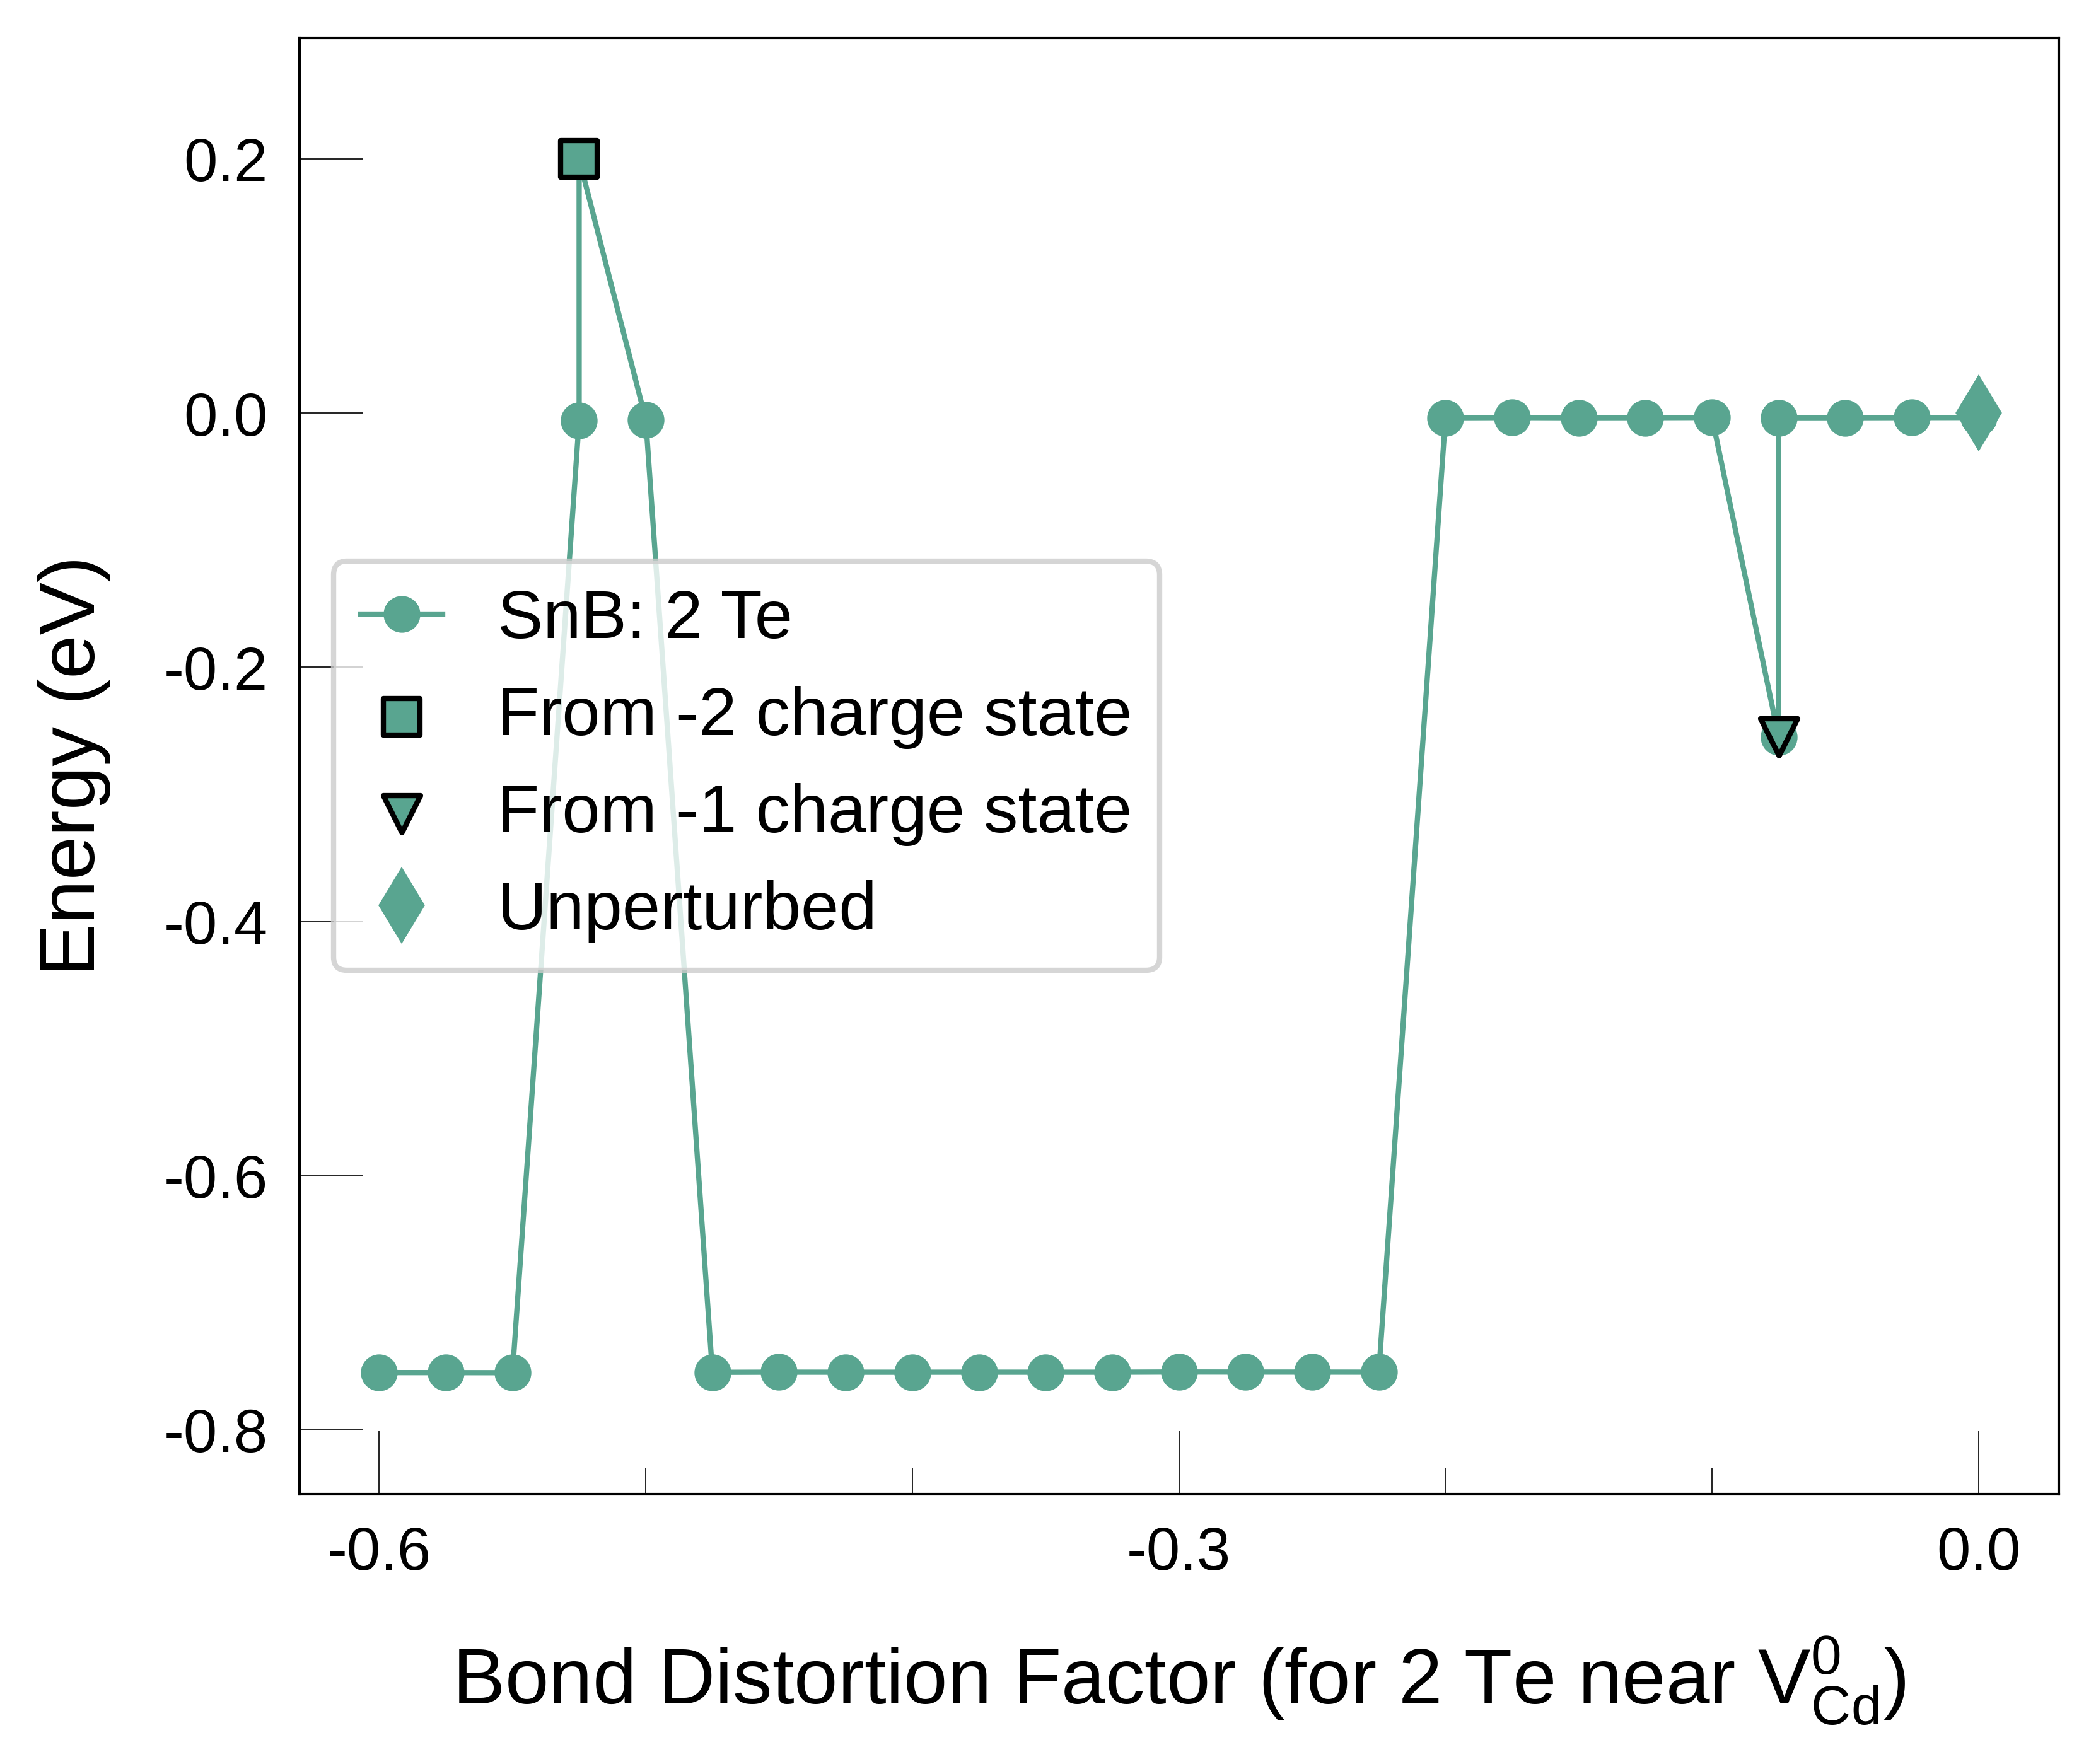 0.2
0.0
-0.2
-0.4
-0.6
-0.8
Energy (eV)
SnB: 2 Te
From -2 charge state
From -1 charge state
Unperturbed
-0.6
-0.3
0.0
Bond Distortion Factor (for 2 Te near V⁰Cd)